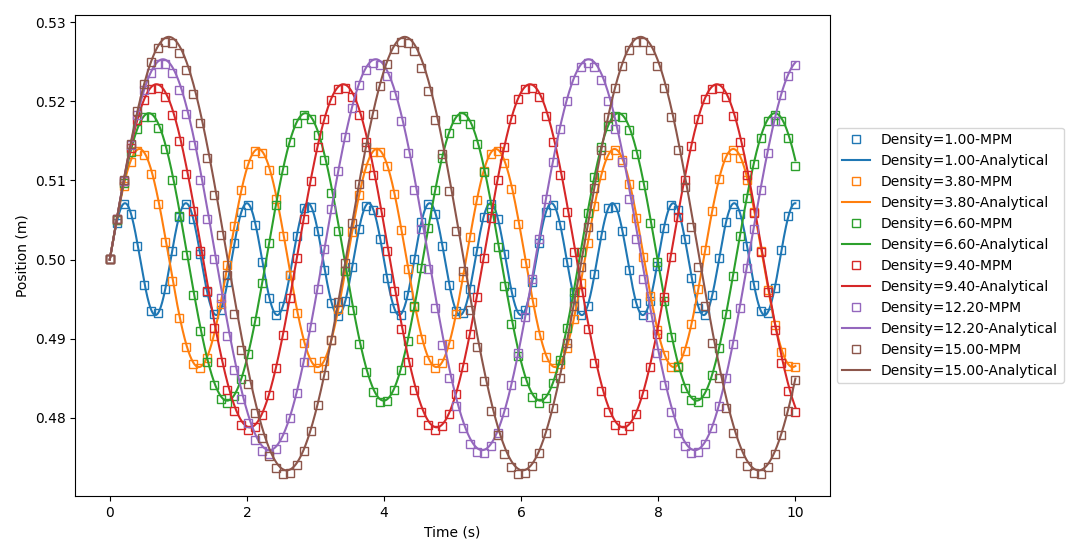 0.53
0.52
0.51
0.50
0.49
0.48
Position (m)
0
2
4
6
8
10
Time (s)
Density=1.00-MPM
Density=1.00-Analytical
Density=3.80-MPM
Density=3.80-Analytical
Density=6.60-MPM
Density=6.60-Analytical
Density=9.40-MPM
Density=9.40-Analytical
Density=12.20-MPM
Density=12.20-Analytical
Density=15.00-MPM
Density=15.00-Analytical